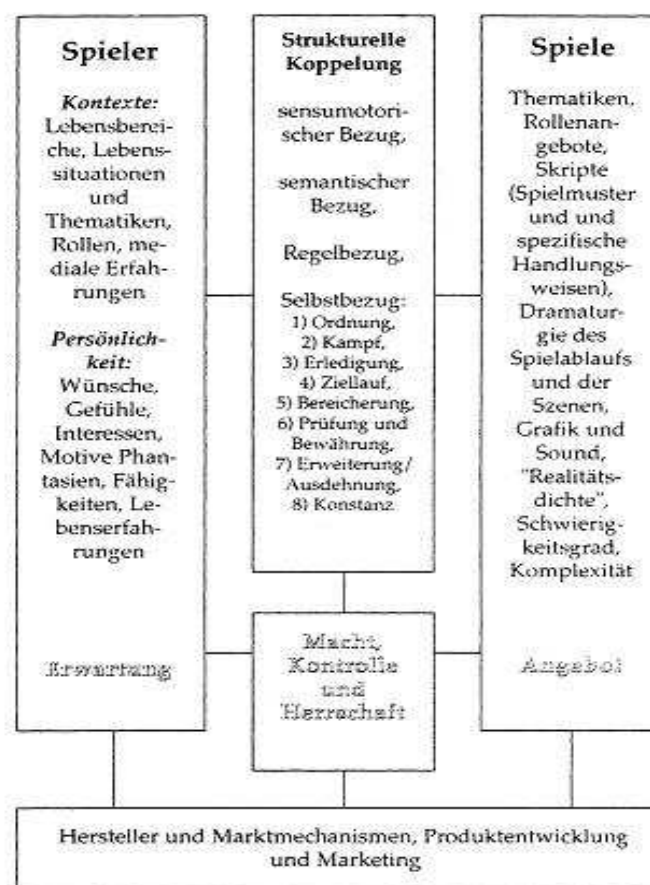 Spieler
Kontexte:
Lebensberei-
che, Lebens-
situationen
und
Thematiken,
Rollen, me-
diale Erfah-
rungen
Persönlich-
keit:
Wünsche,
Gefühle,
Interessen,
Motive Phan-
tasien, Fähig-
keiten, Le-
benserfah-
rungen
Erwartung
Strukturelle
Koppelung
sensumotori-
scher Bezug,
semantischer
Bezug,
Regelbezug,
Selbstbezug:
1) Ordnung,
2) Kampf,
3) Erledigung,
4) Ziellauf,
5) Bereicherung,
6) Prüfung und
Bewährung,
7) Erweiterung/
Ausdehnung,
8) Konstanz
Macht,
Kontrolle
und
Herrschaft
Spiele
Thematiken,
Rollenan-
gebote,
Skripte
(Spielmuster
und und
spezifische
Handlungs-
weisen),
Dramatur-
gie des
Spielablaufs
und der
Szenen,
Grafik und
Sound,
"Realitäts-
dichte",
Schwierig-
keitsgrad,
Komplexität
Angebot
Hersteller und Marktmechanismen, Produktentwicklung
und Marketing